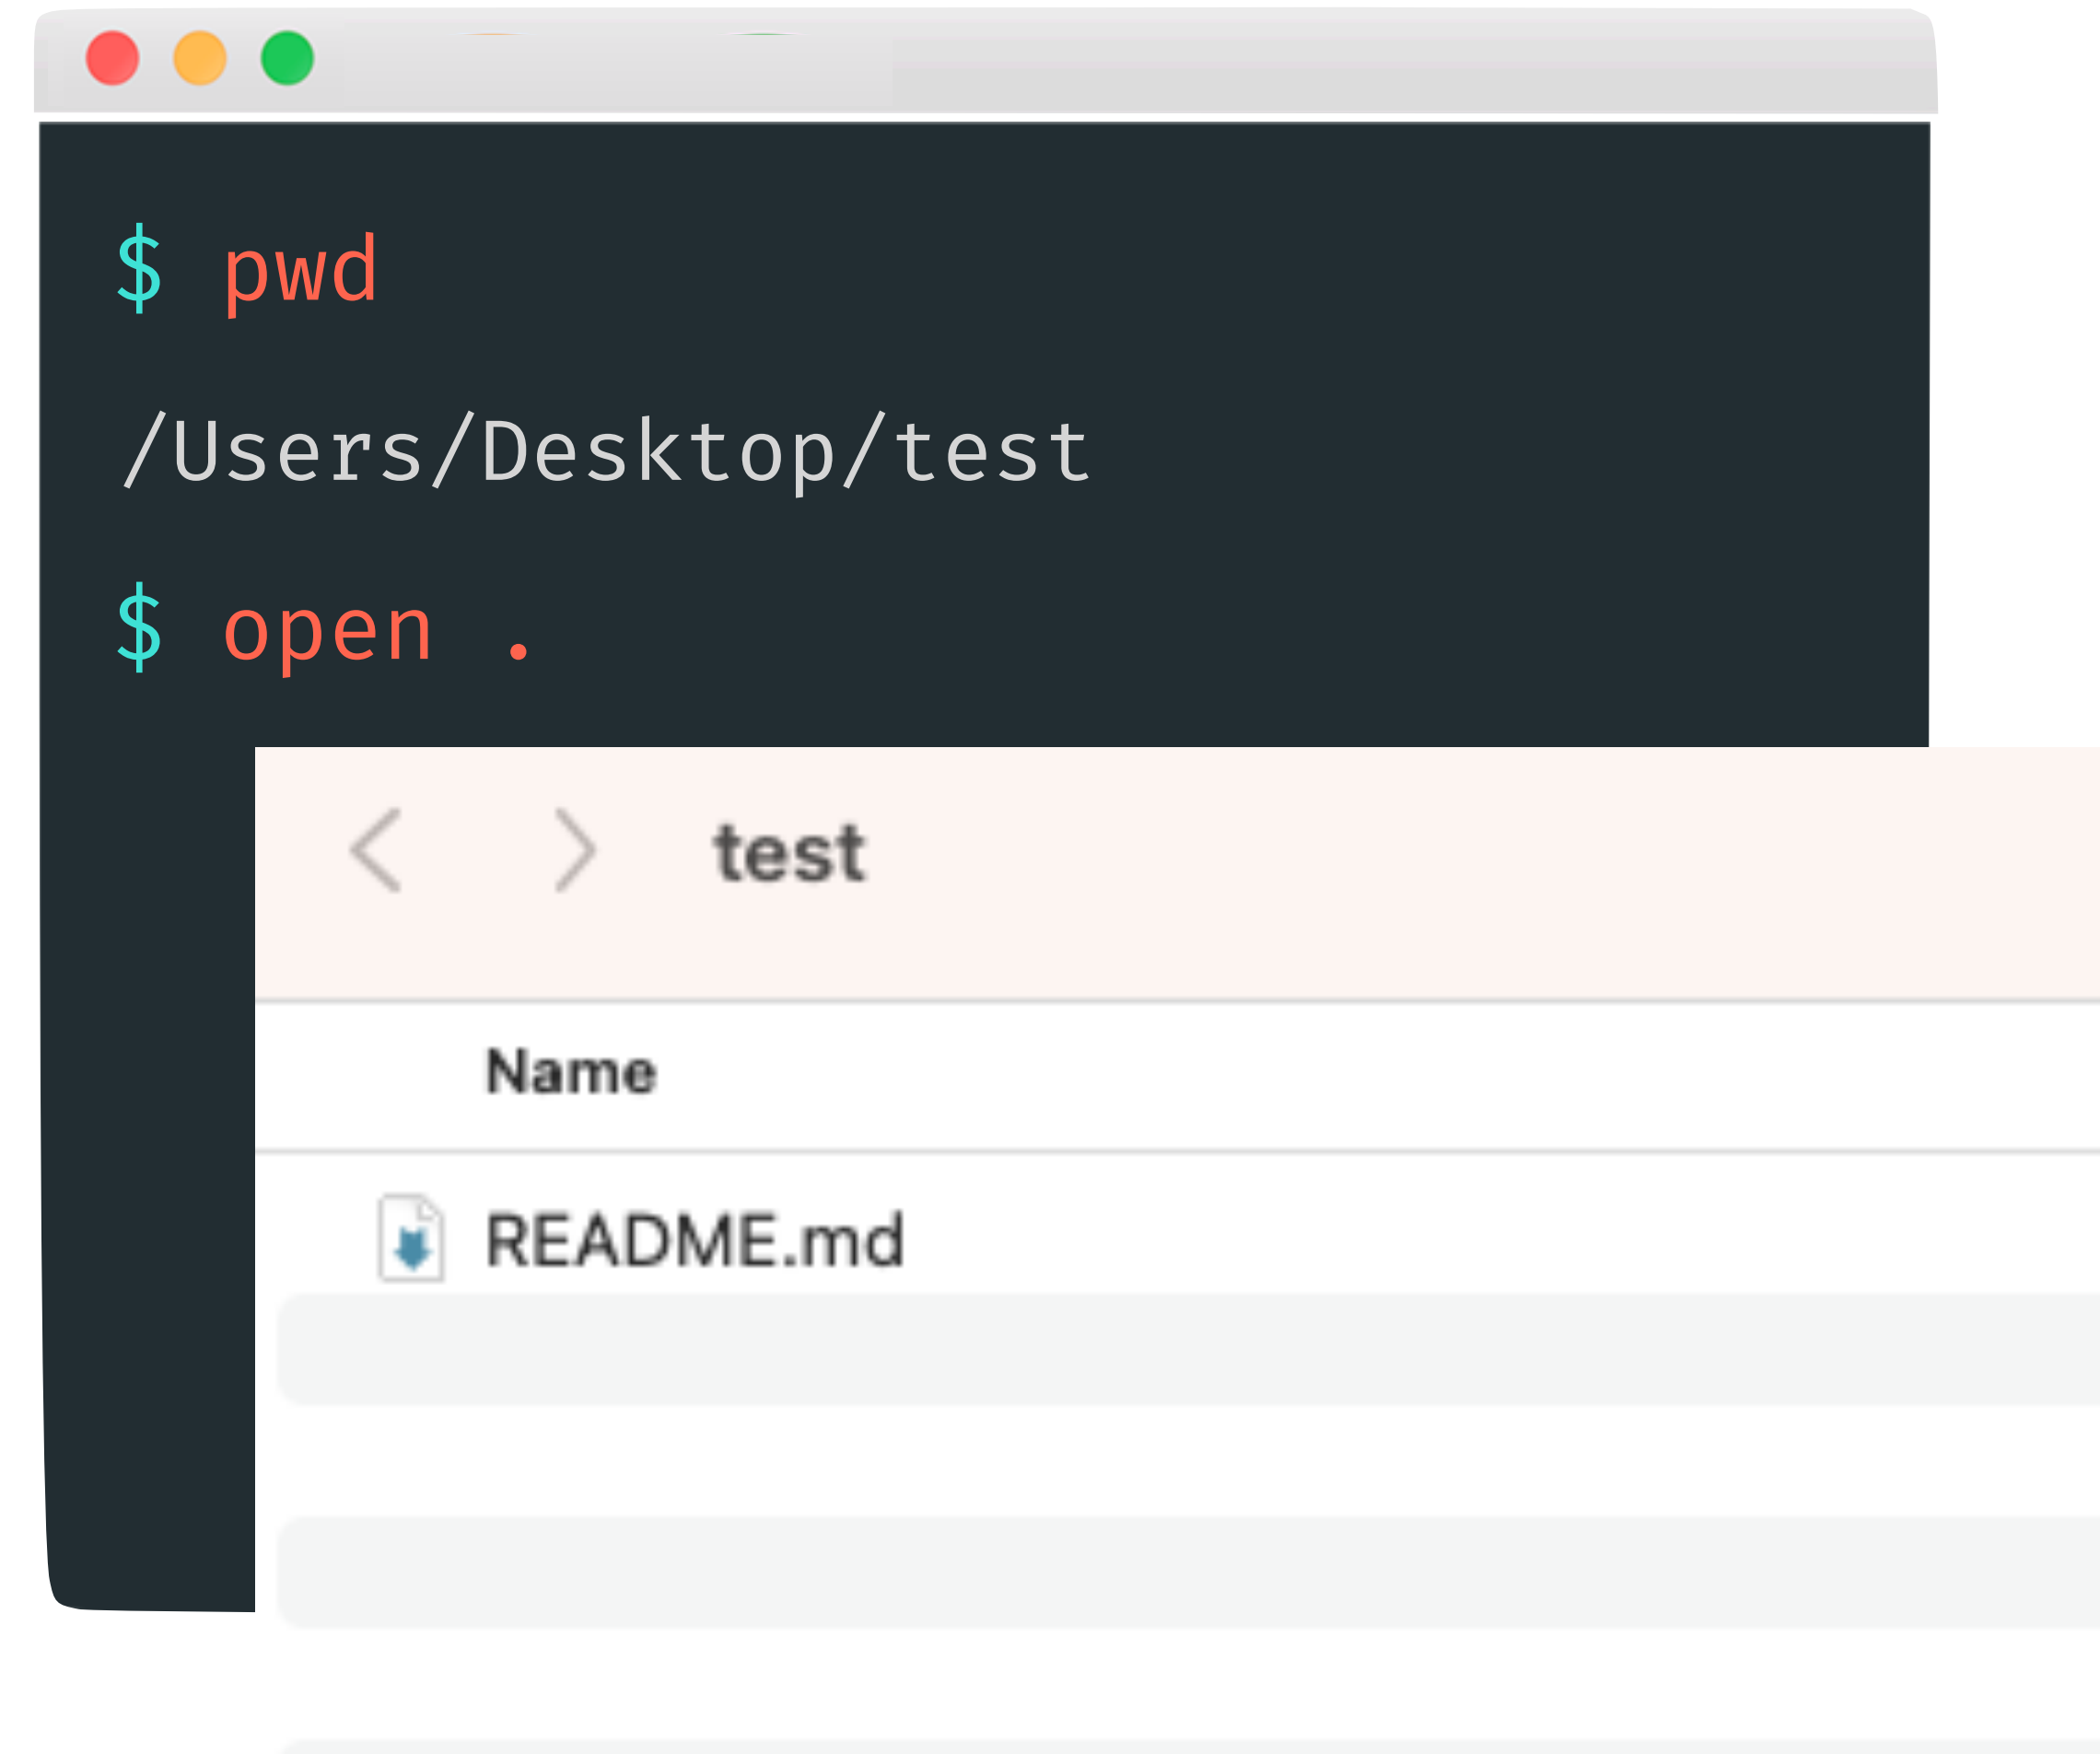 $ pwd
/Users/Desktop/test
$ open .
test
Name
README.md